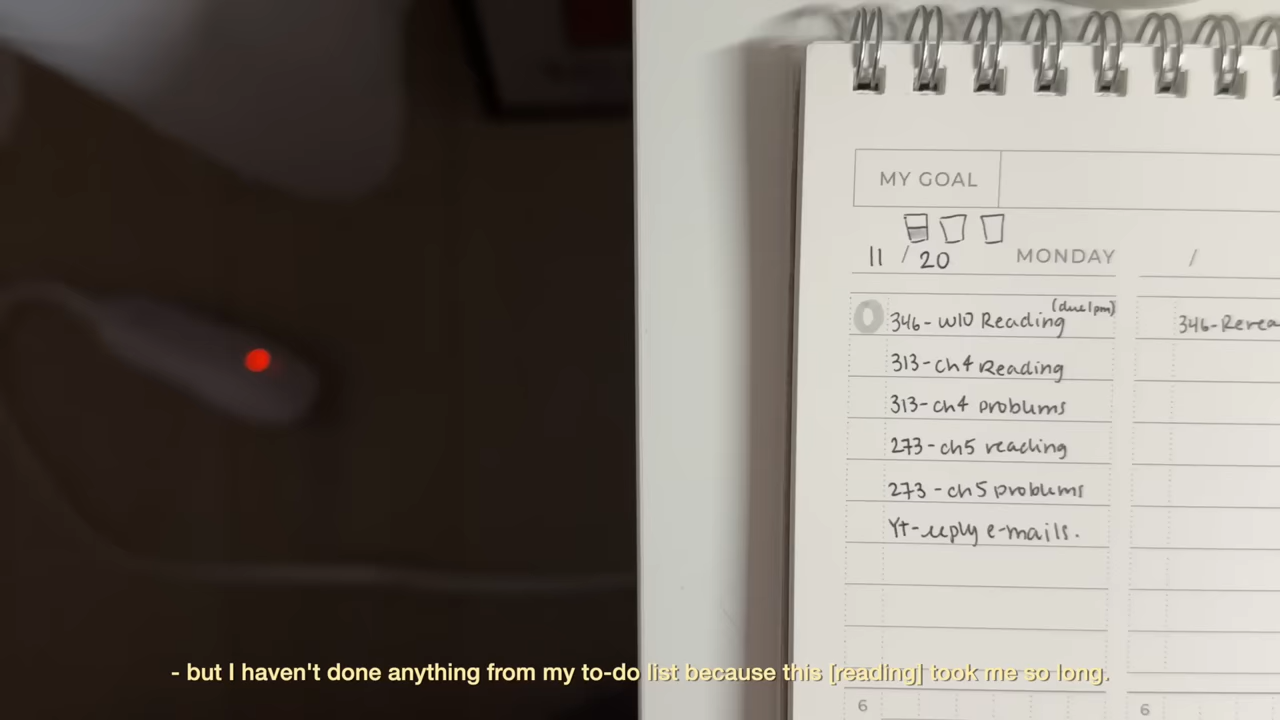 MY GOAL
11 / 20 MONDAY /
346 - W10 Reading (due 1pm)
346 - Rerea
313 - ch4 Reading
313 - ch4 problems
273 - ch5 reading
273 - ch5 problems
Yt - reply e-mails.
6 6
- but I haven't done anything from my to-do list because this [reading] took me so long.